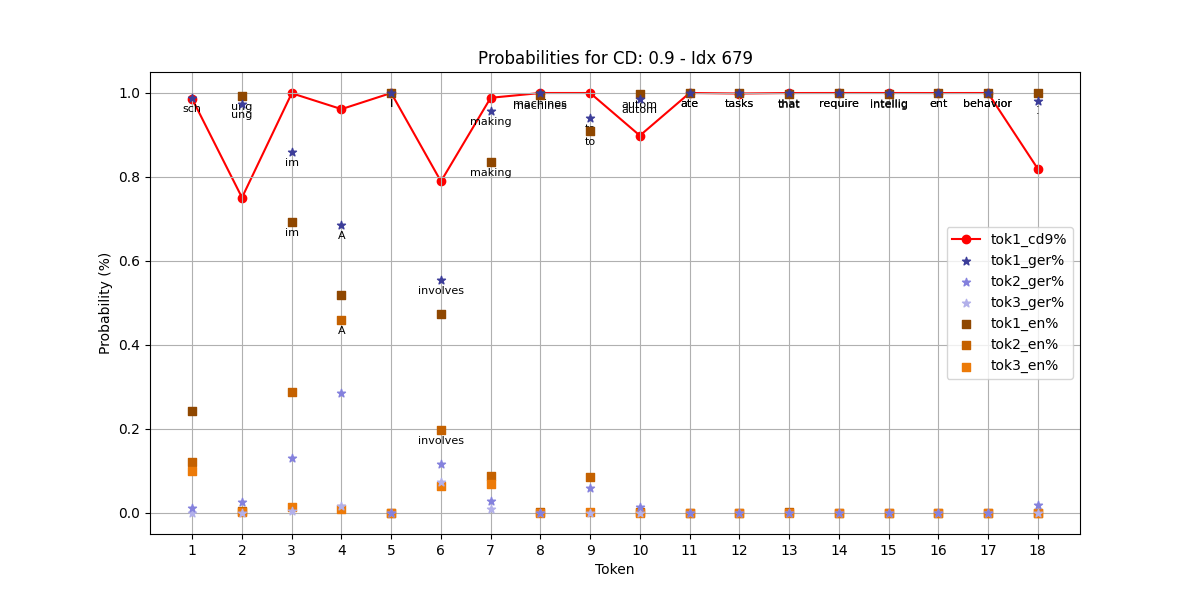 Probabilities for CD: 0.9 - Idx 679
Probability (%)
1.0
0.8
0.6
0.4
0.2
0.0
sch
ung
ung
im
im
A
A
I
involves
involves
making
making
machines
machines
to
autom
autom
ate
tasks
that
require
intellig
ent
behavior
.
tok1_cd9%
tok1_ger%
tok2_ger%
tok3_ger%
tok1_en%
tok2_en%
tok3_en%
1 2 3 4 5 6 7 8 9 10 11 12 13 14 15 16 17 18
Token